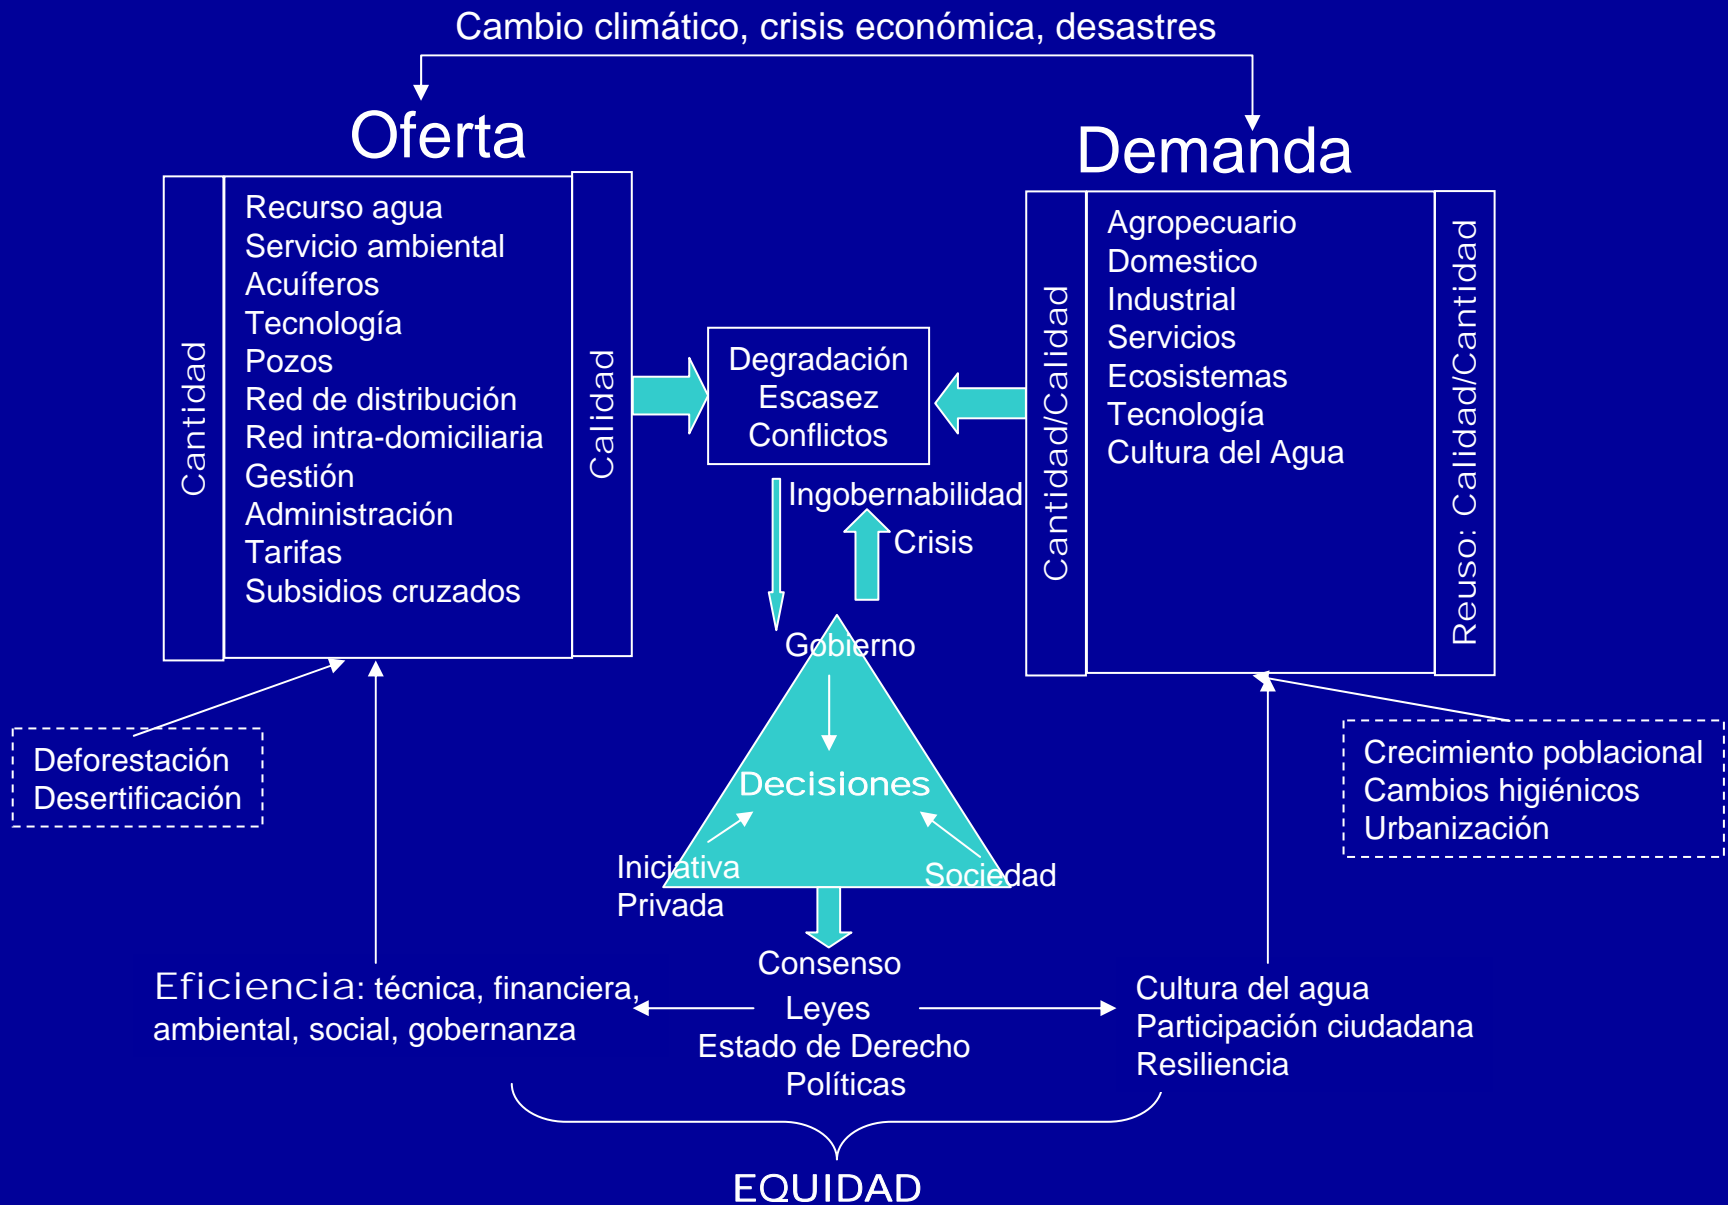 Cambio climático, crisis económica, desastres
Oferta
Demanda
Cantidad
Recurso agua
Servicio ambiental
Acuíferos
Tecnología
Pozos
Red de distribución
Red intra-domiciliaria
Gestión
Administración
Tarifas
Subsidios cruzados
Calidad
Degradación
Escasez
Conflictos
Ingobernabilidad
Crisis
Cantidad/Calidad
Agropecuario
Domestico
Industrial
Servicios
Ecosistemas
Tecnología
Cultura del Agua
Reuso: Calidad/Cantidad
Deforestación
Desertificación
Gobierno
Decisiones
Iniciativa
Privada
Sociedad
Crecimiento poblacional
Cambios higiénicos
Urbanización
Eficiencia: técnica, financiera,
ambiental, social, gobernanza
Consenso
Leyes
Estado de Derecho
Políticas
Cultura del agua
Participación ciudadana
Resiliencia
EQUIDAD